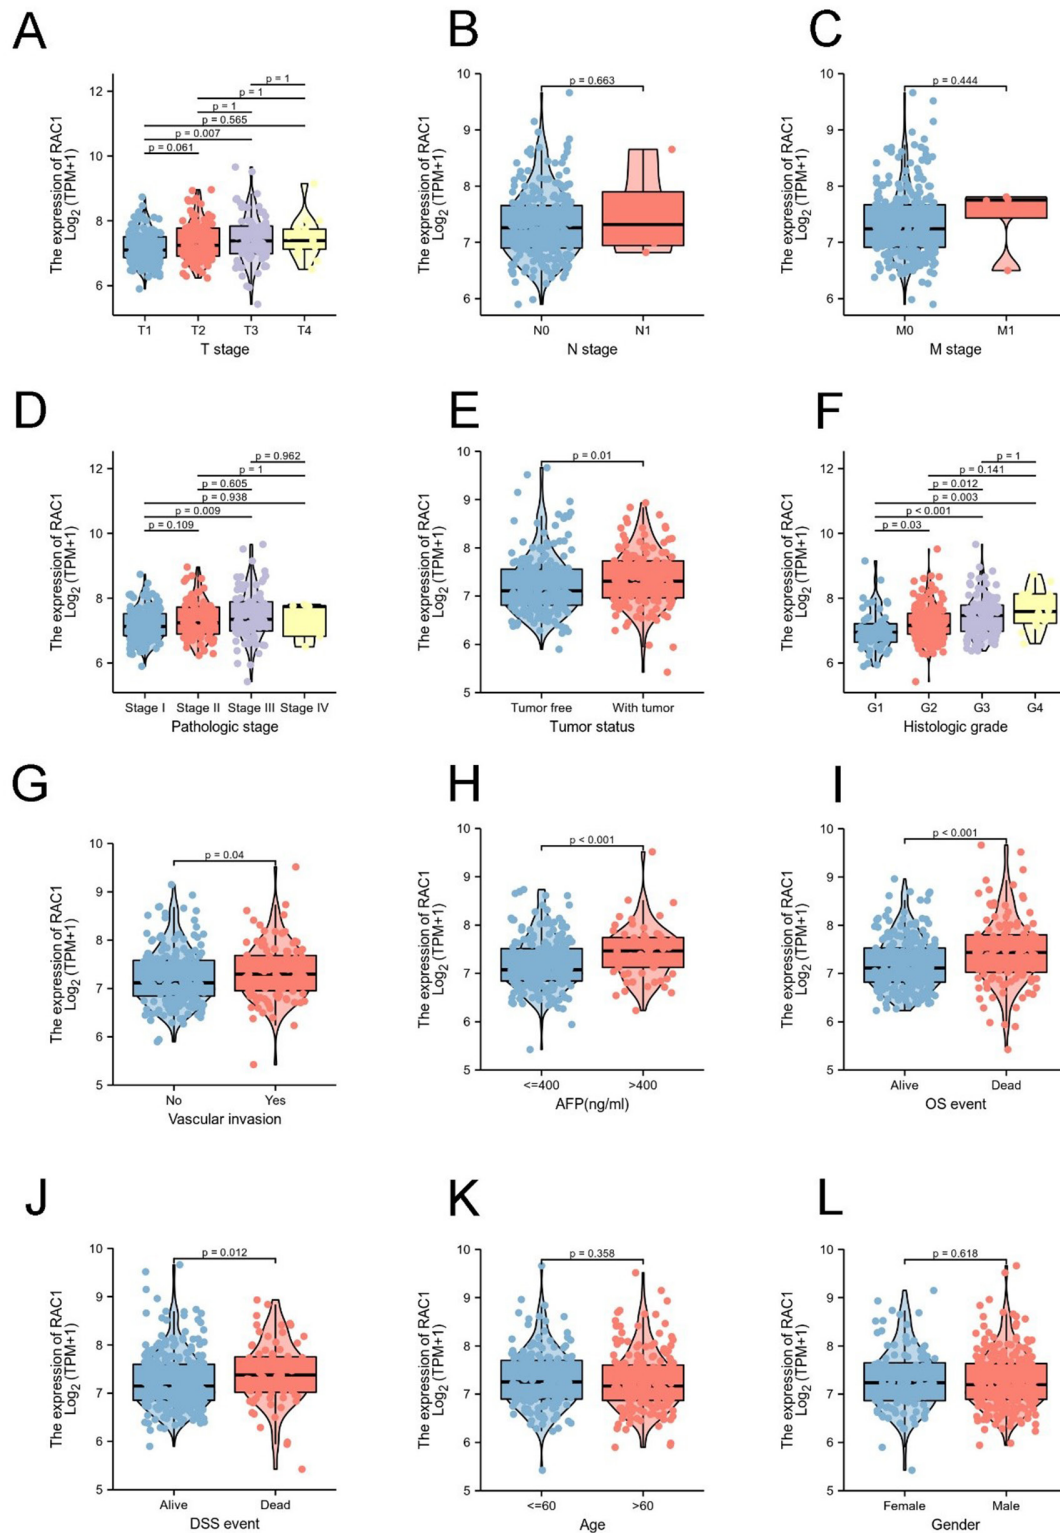 A
The expression of RAC1
Log2 (TPM+1)
12
10
8
6
p = 1
p = 1
p = 1
p = 0.565
p = 0.007
p = 0.061
T1 T2 T3 T4
T stage
B
The expression of RAC1
Log2 (TPM+1)
10
9
8
7
6
p = 0.663
N0 N1
N stage
C
The expression of RAC1
Log2 (TPM+1)
10
9
8
7
6
p = 0.444
M0 M1
M stage
D
The expression of RAC1
Log2 (TPM+1)
12
10
8
6
p = 0.962
p = 1
p = 0.605
p = 0.938
p = 0.009
p = 0.109
Stage I Stage II Stage III Stage IV
Pathologic stage
E
The expression of RAC1
Log2 (TPM+1)
10
9
8
7
6
5
p = 0.01
Tumor free With tumor
Tumor status
F
The expression of RAC1
Log2 (TPM+1)
12
10
8
6
p = 1
p = 0.141
p = 0.012
p = 0.003
p < 0.001
p = 0.03
G1 G2 G3 G4
Histologic grade
G
The expression of RAC1
Log2 (TPM+1)
10
9
8
7
6
5
p = 0.04
No Yes
Vascular invasion
H
The expression of RAC1
Log2 (TPM+1)
10
9
8
7
6
5
p < 0.001
<=400 >400
AFP(ng/ml)
I
The expression of RAC1
Log2 (TPM+1)
10
9
8
7
6
5
p < 0.001
Alive Dead
OS event
J
The expression of RAC1
Log2 (TPM+1)
10
9
8
7
6
5
p = 0.012
Alive Dead
DSS event
K
The expression of RAC1
Log2 (TPM+1)
10
9
8
7
6
5
p = 0.358
<=60 >60
Age
L
The expression of RAC1
Log2 (TPM+1)
10
9
8
7
6
5
p = 0.618
Female Male
Gender